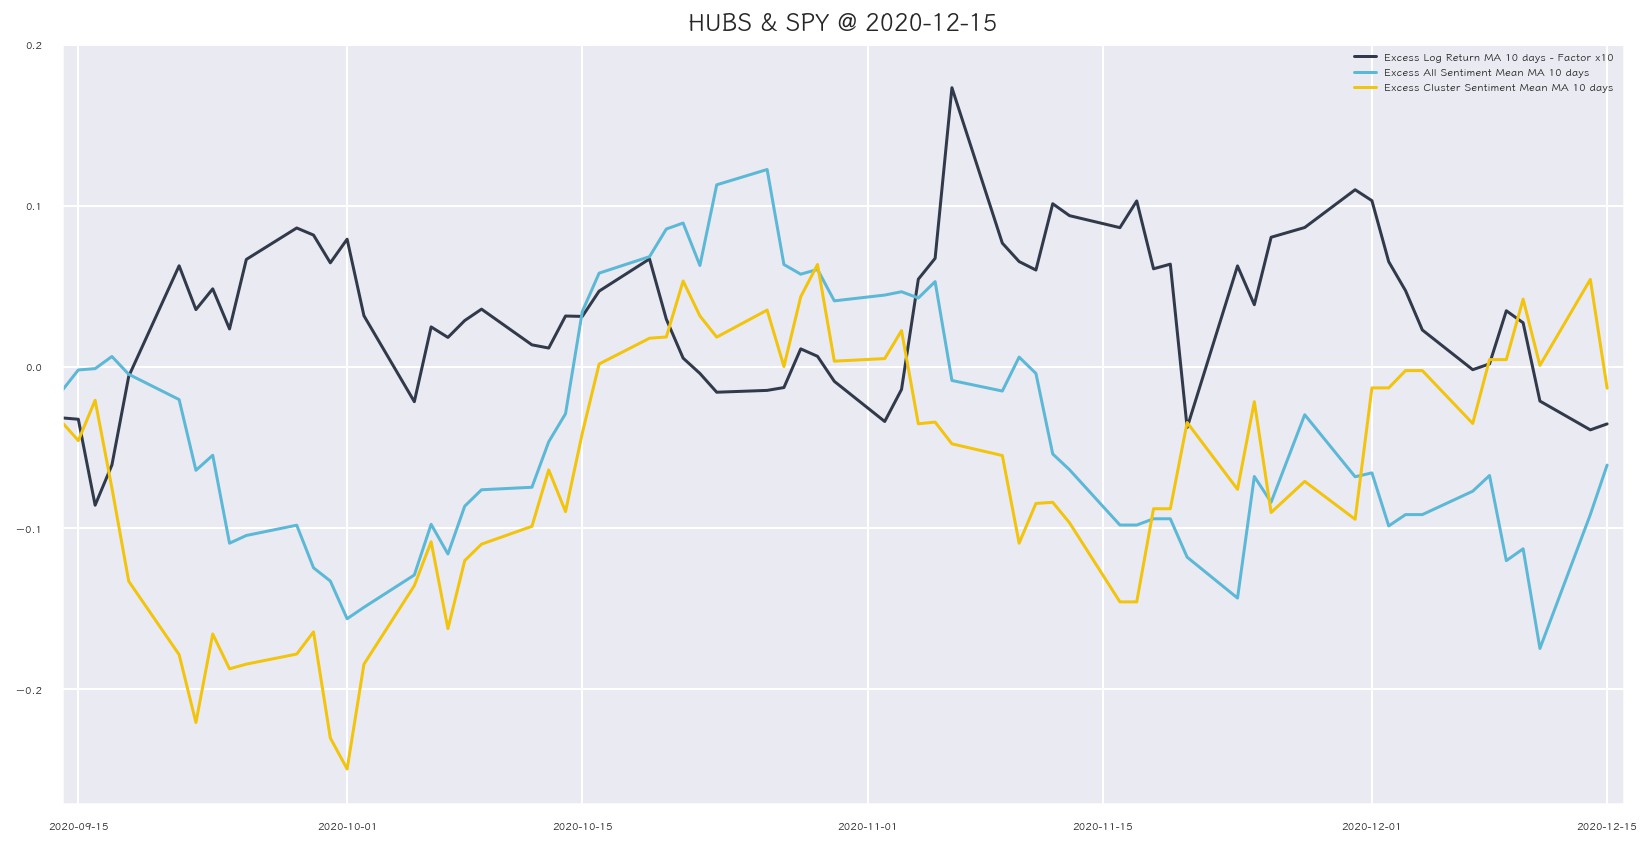 HUBS & SPY @ 2020-12-15
Excess Log Return MA 10 days - Factor x10
Excess All Sentiment Mean MA 10 days
Excess Cluster Sentiment Mean MA 10 days
0.2
0.1
0.0
−0.1
−0.2
2020-09-15 2020-10-01 2020-10-15 2020-11-01 2020-11-15 2020-12-01 2020-12-15